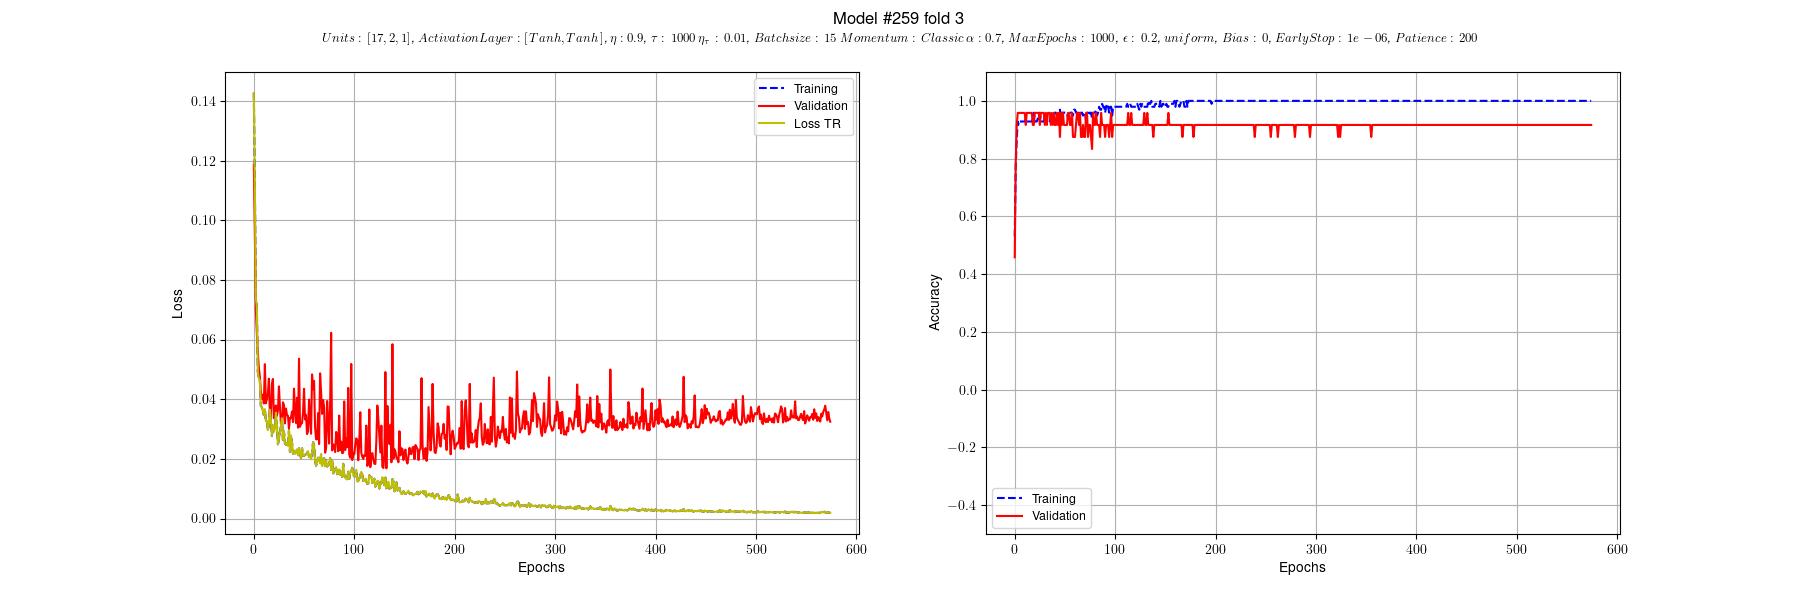 Model #259 fold 3
Units : [17, 2, 1], ActivationLayer : [Tanh, Tanh], η : 0.9, τ : 1000 η_τ : 0.01, Batchsize : 15 Momentum : Classic α : 0.7, MaxEpochs : 1000, ϵ : 0.2, uniform, Bias : 0, EarlyStop : 1e − 06, Patience : 200
Training
Validation
Loss TR
0.14
0.12
0.10
0.08
0.06
0.04
0.02
0.00
Loss
0 100 200 300 400 500 600
Epochs
1.0
0.8
0.6
0.4
0.2
0.0
−0.2
−0.4
Accuracy
Training
Validation
0 100 200 300 400 500 600
Epochs